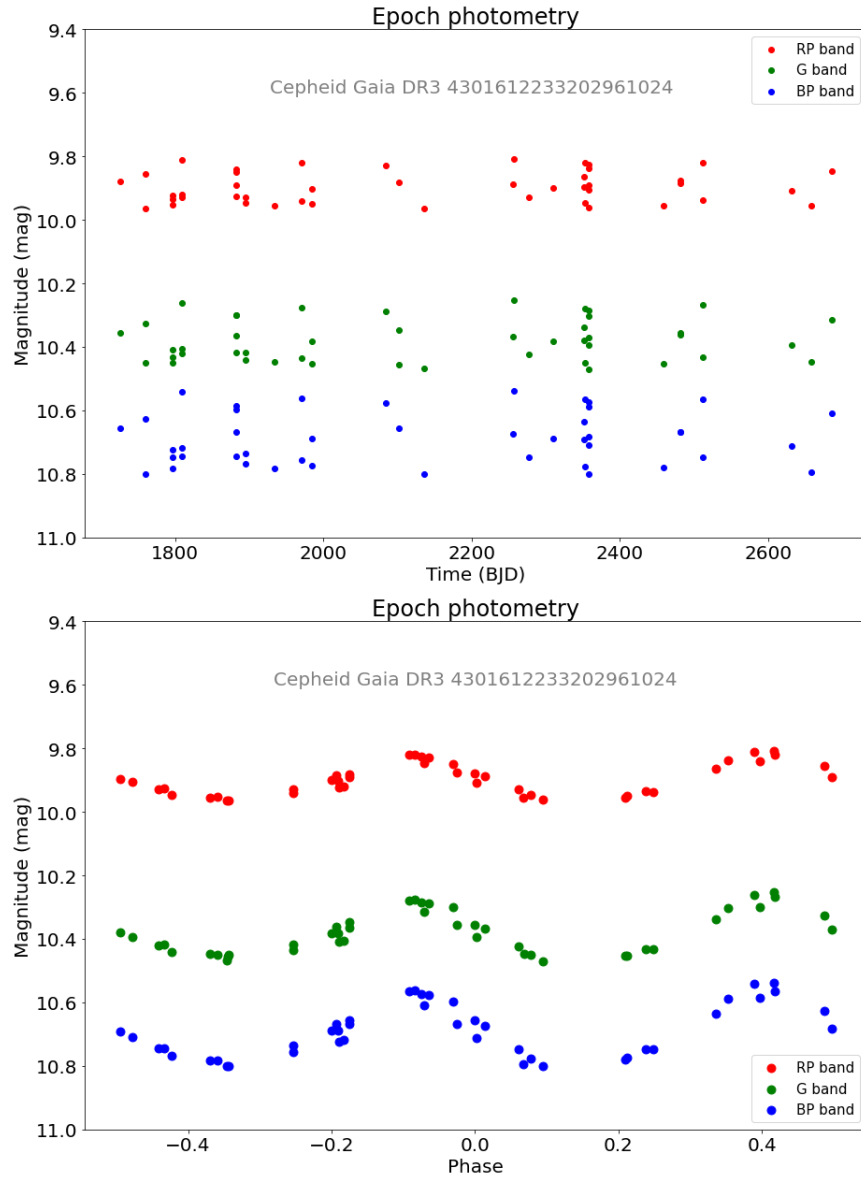 Epoch photometry
Cepheid Gaia DR3 4301612233202961024
RP band
G band
BP band
9.4
9.6
9.8
10.0
10.2
10.4
10.6
10.8
11.0
Magnitude (mag)
1800
2000
2200
2400
2600
Time (BJD)
Epoch photometry
Cepheid Gaia DR3 4301612233202961024
9.4
9.6
9.8
10.0
10.2
10.4
10.6
10.8
11.0
Magnitude (mag)
RP band
G band
BP band
−0.4
−0.2
0.0
0.2
0.4
Phase